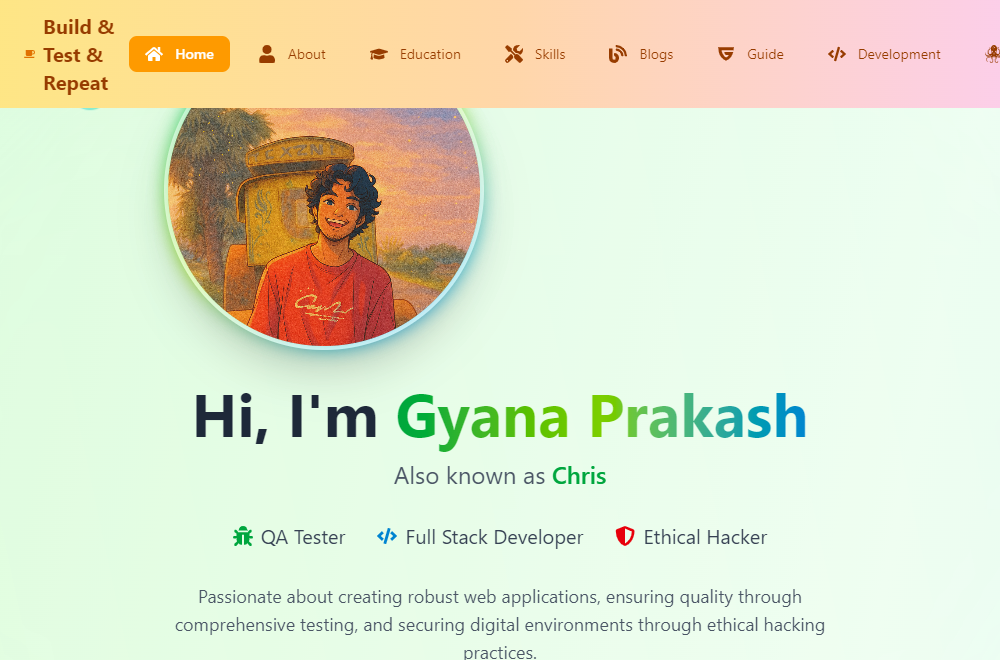 Build &
Test &
Repeat
Home
About
Education
Skills
Blogs
Guide
Development
Hi, I'm Gyana Prakash
Also known as Chris
QA Tester
Full Stack Developer
Ethical Hacker
Passionate about creating robust web applications, ensuring quality through
comprehensive testing, and securing digital environments through ethical hacking
practices.